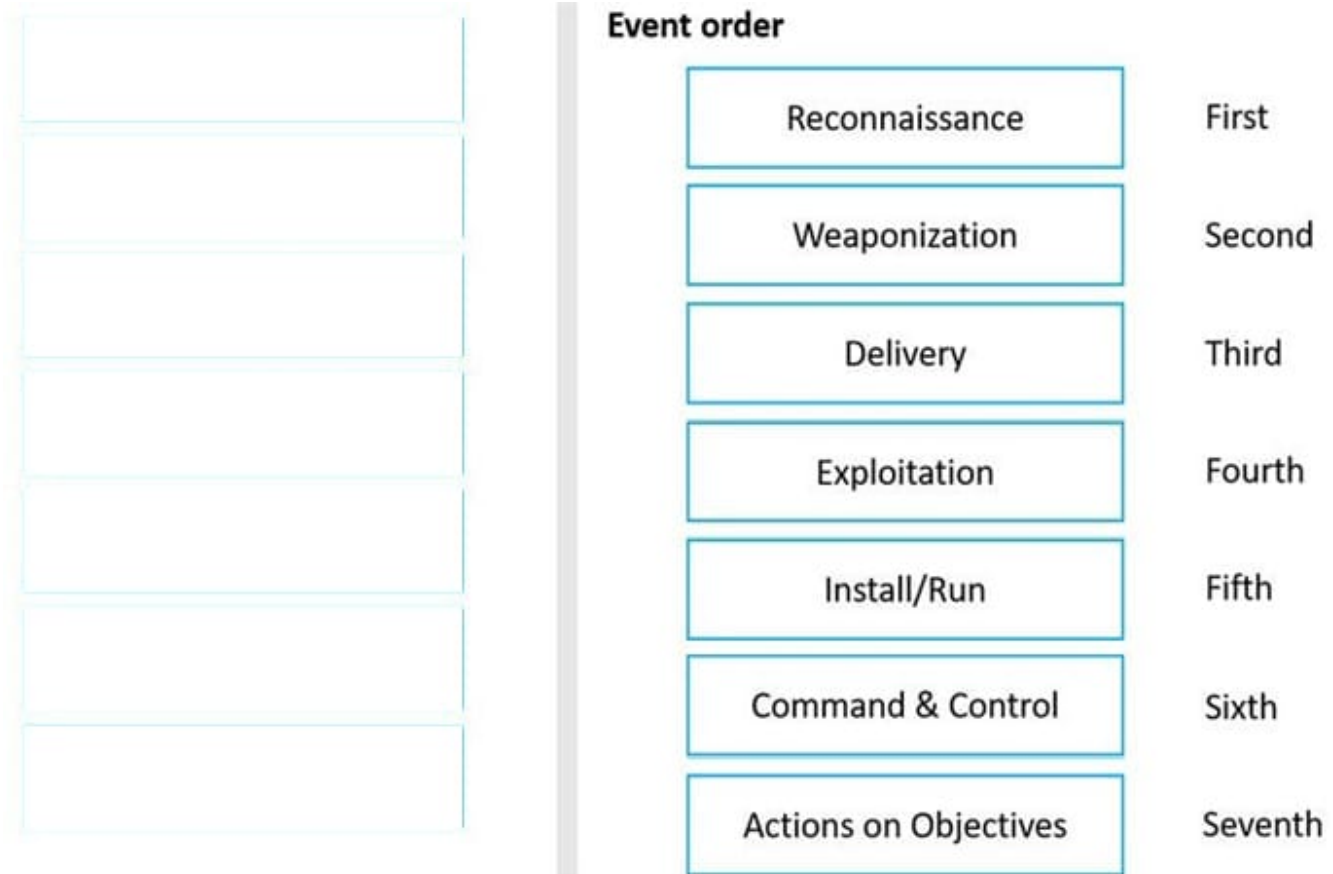 Event order
Reconnaissance First
Weaponization Second
Delivery Third
Exploitation Fourth
Install/Run Fifth
Command & Control Sixth
Actions on Objectives Seventh